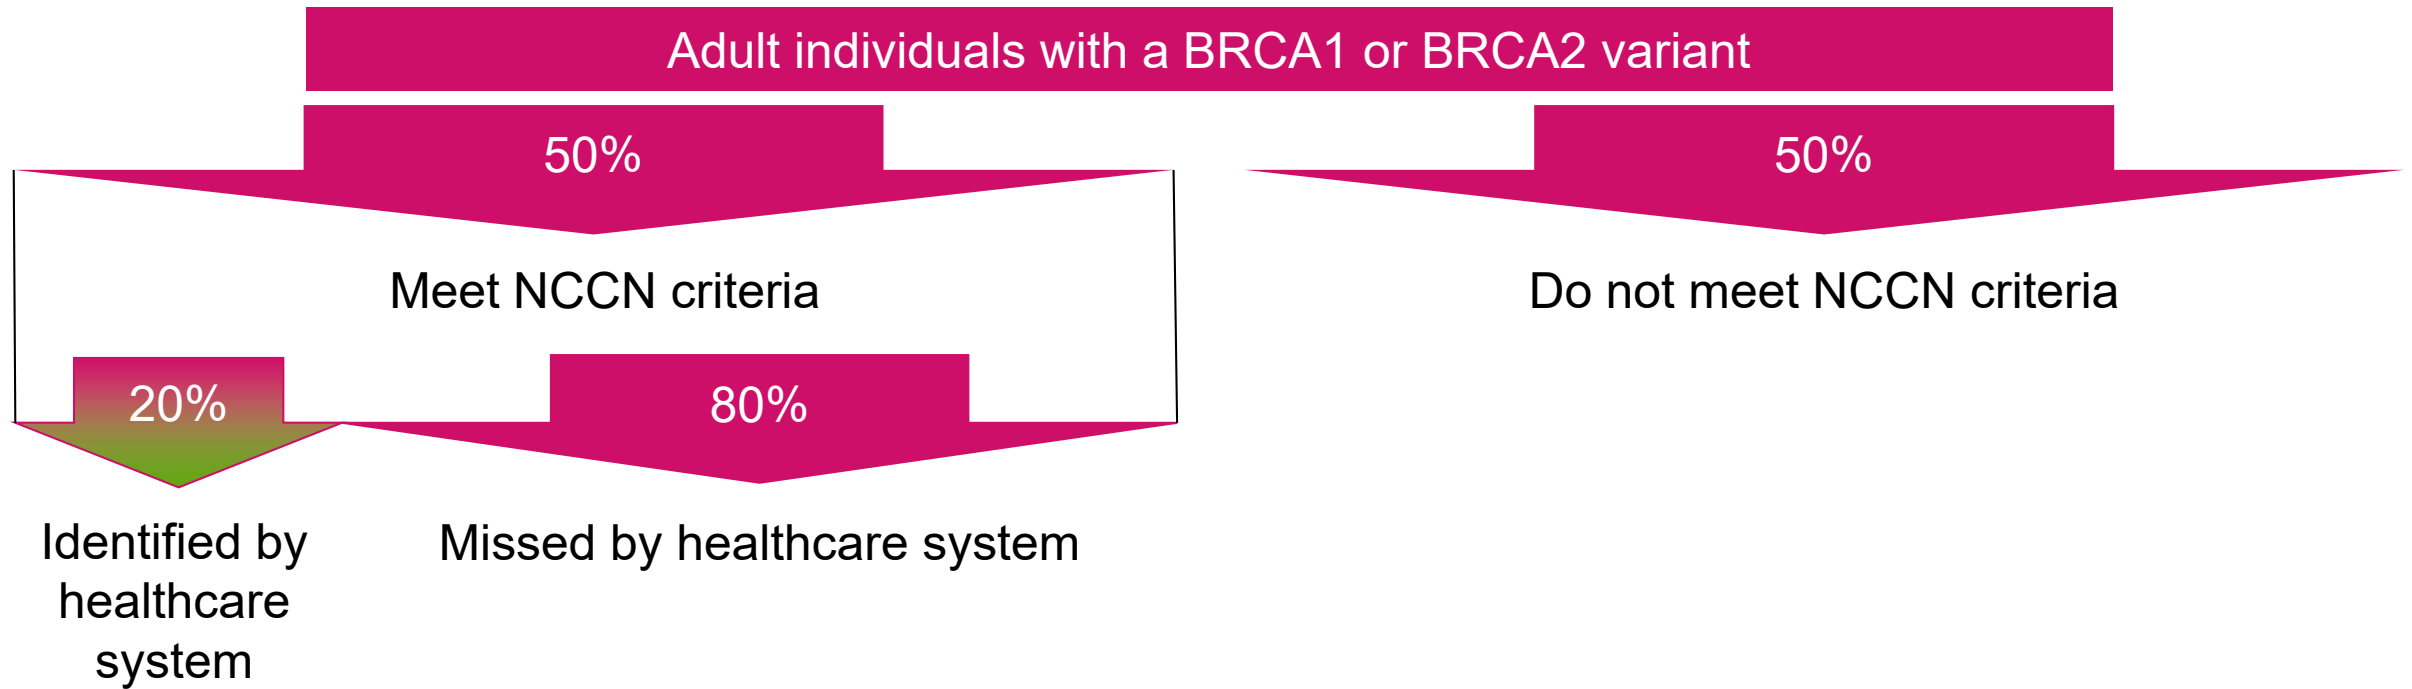 Adult individuals with a BRCA1 or BRCA2 variant
50%
50%
Meet NCCN criteria
Do not meet NCCN criteria
20%
80%
Identified by
healthcare
system
Missed by healthcare system